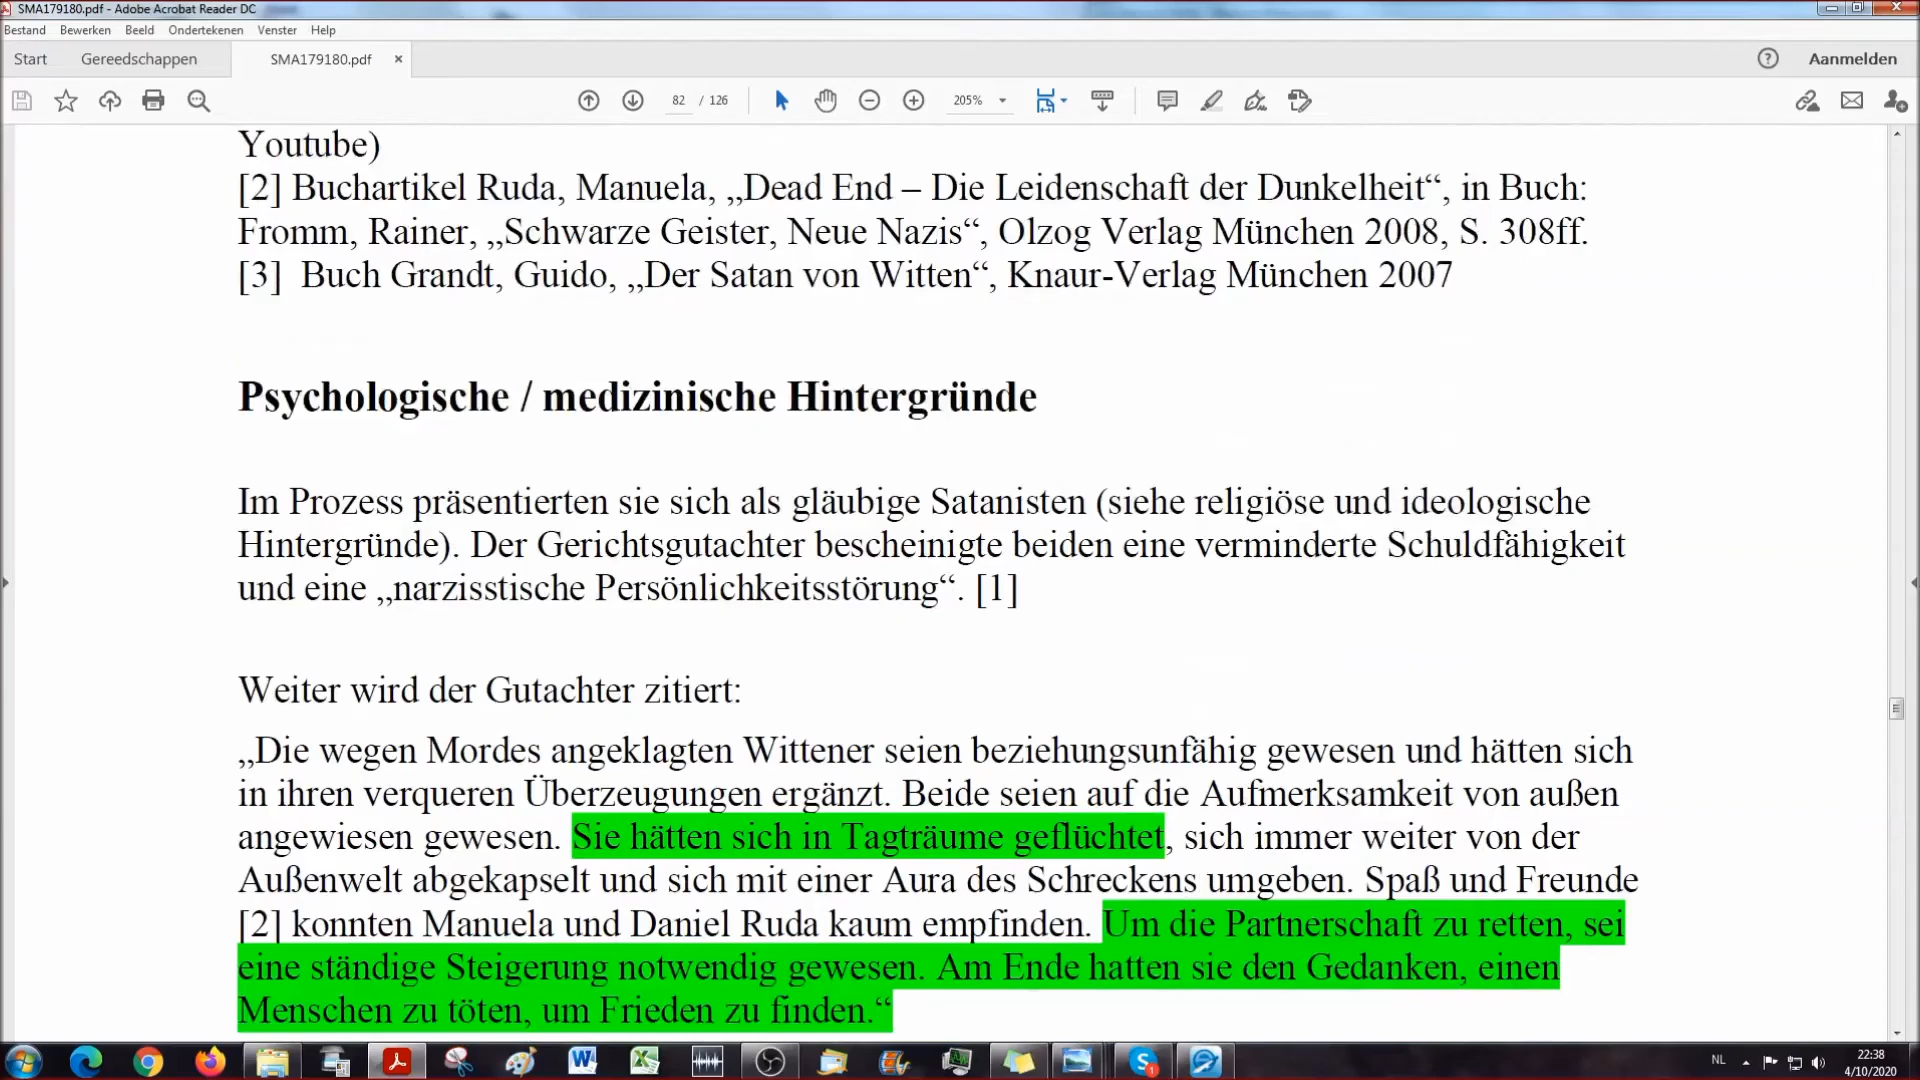 SMA179180.pdf - Adobe Acrobat Reader DC
Bestand Bewerken Beeld Ondertekenen Venster Help
Start Gereedschappen SMA179180.pdf × ? Aanmelden
82 / 126 205%
Youtube)
[2] Buchartikel Ruda, Manuela, „Dead End – Die Leidenschaft der Dunkelheit“, in Buch:
Fromm, Rainer, „Schwarze Geister, Neue Nazis“, Olzog Verlag München 2008, S. 308ff.
[3] Buch Grandt, Guido, „Der Satan von Witten“, Knaur-Verlag München 2007
Psychologische / medizinische Hintergründe
Im Prozess präsentierten sie sich als gläubige Satanisten (siehe religiöse und ideologische
Hintergründe). Der Gerichtsgutachter bescheinigte beiden eine verminderte Schuldfähigkeit
und eine „narzisstische Persönlichkeitsstörung“. [1]
Weiter wird der Gutachter zitiert:
„Die wegen Mordes angeklagten Wittener seien beziehungsunfähig gewesen und hätten sich
in ihren verqueren Überzeugungen ergänzt. Beide seien auf die Aufmerksamkeit von außen
angewiesen gewesen. Sie hätten sich in Tagträume geflüchtet, sich immer weiter von der
Außenwelt abgekapselt und sich mit einer Aura des Schreckens umgeben. Spaß und Freunde
[2] konnten Manuela und Daniel Ruda kaum empfinden. Um die Partnerschaft zu retten, sei
eine ständige Steigerung notwendig gewesen. Am Ende hatten sie den Gedanken, einen
Menschen zu töten, um Frieden zu finden.“
NL 22:38
4/10/2020